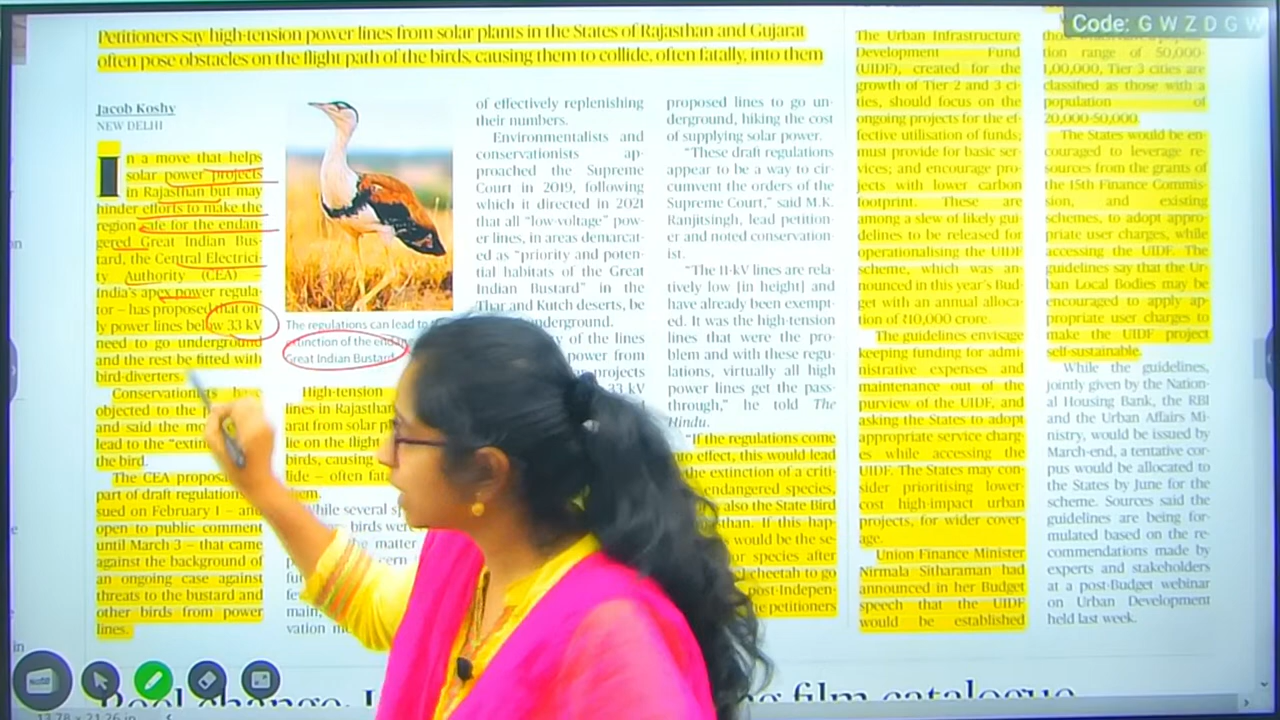 Code: G W Z D G W
Petitioners say high-tension power lines from solar plants in the States of Rajasthan and Gujarat
often pose obstacles on the flight path of the birds, causing them to collide, often fatally, into them
Jacob Koshy
NEW DELHI
In a move that helps
solar power projects
in Rajasthan but may
hinder efforts to make the
region safe for the endan-
gered Great Indian Bus-
tard, the Central Electrici-
ty Authority (CEA) –
India's apex power regula-
tor – has proposed that on-
ly power lines below 33 kV
need to go underground
and the rest be fitted with
bird-diverters.
Conservationists have
objected to the
and said the
lead to the
the bird.
The CEA
part of draft regulations
sued on February 1 –
open to public comment
until March 3 – that came
against the background of
an ongoing case against
threats to the bustard and
other birds from power
lines.
The regulations can lead to
extinction of the
Great Indian Bustard
High-tension
lines in Rajasthan
arat from solar
lie on the flight
birds, causing
lide – often
them.
While several
birds were
matter
of effectively replenishing
their numbers.
Environmentalists and
conservationists ap-
proached the Supreme
Court in 2019, following
which it directed in 2021
that all "low-voltage" pow-
er lines, in areas demarcat-
ed as "priority and poten-
tial habitats of the Great
Indian Bustard" in the
Thar and Kutch deserts, be
underground.
of the lines
power from
projects
33 kV
proposed lines to go un-
derground, hiking the cost
of supplying solar power.
"These draft regulations
appear to be a way to cir-
cumvent the orders of the
Supreme Court," said M.K.
Ranjitsingh, lead petition-
er and noted conservation-
ist.
"The 11-kV lines are rela-
tively low [in height] and
have already been exempt-
ed. It was the high-tension
lines that were the pro-
blem and with these regu-
lations, virtually all high
power lines get the pass-
through," he told The
Hindu.
"If the regulations come
into effect, this would lead
the extinction of a criti-
endangered species,
also the State Bird
If this hap-
would be the se-
species after
cheetah to go
post-Indepen-
petitioners
The Urban Infrastructure
Development Fund
(UIDF), created for the
growth of Tier 2 and 3 ci-
ties, should focus on the
ongoing projects for the ef-
fective utilisation of funds;
must provide for basic ser-
vices; and encourage pro-
jects with lower carbon
footprint. These are
among a slew of likely gui-
delines to be released for
operationalising the UIDF
scheme, which was an-
nounced in this year's Bud-
get with an annual alloca-
tion of ₹10,000 crore.
The guidelines envisage
keeping funding for admi-
nistrative expenses and
maintenance out of the
purview of the UIDF, and
asking the States to adopt
appropriate service charg-
es while accessing the
UIDF. The States may con-
sider prioritising lower-
cost high-impact urban
projects, for wider cover-
age.
Union Finance Minister
Nirmala Sitharaman had
announced in her Budget
speech that the UIDF
would be established
tion range of 50,000-
1,00,000, Tier 3 cities are
classified as those with a
population of
20,000-50,000.
The States would be en-
couraged to leverage re-
sources from the grants of
the 15th Finance Commis-
sion, and existing
schemes, to adopt appro-
priate user charges, while
accessing the UIDF. The
guidelines say that the Ur-
ban Local Bodies may be
encouraged to apply ap-
propriate user charges to
make the UIDF project
self-sustainable.
While the guidelines,
jointly given by the Nation-
al Housing Bank, the RBI
and the Urban Affairs Mi-
nistry, would be issued by
March-end, a tentative cor-
pus would be allocated to
the States by June for the
scheme. Sources said the
guidelines are being for-
mulated based on the re-
commendations made by
experts and stakeholders
at a post-Budget webinar
on Urban Development
held last week.
film catalogue
13.78 x 21.26 in